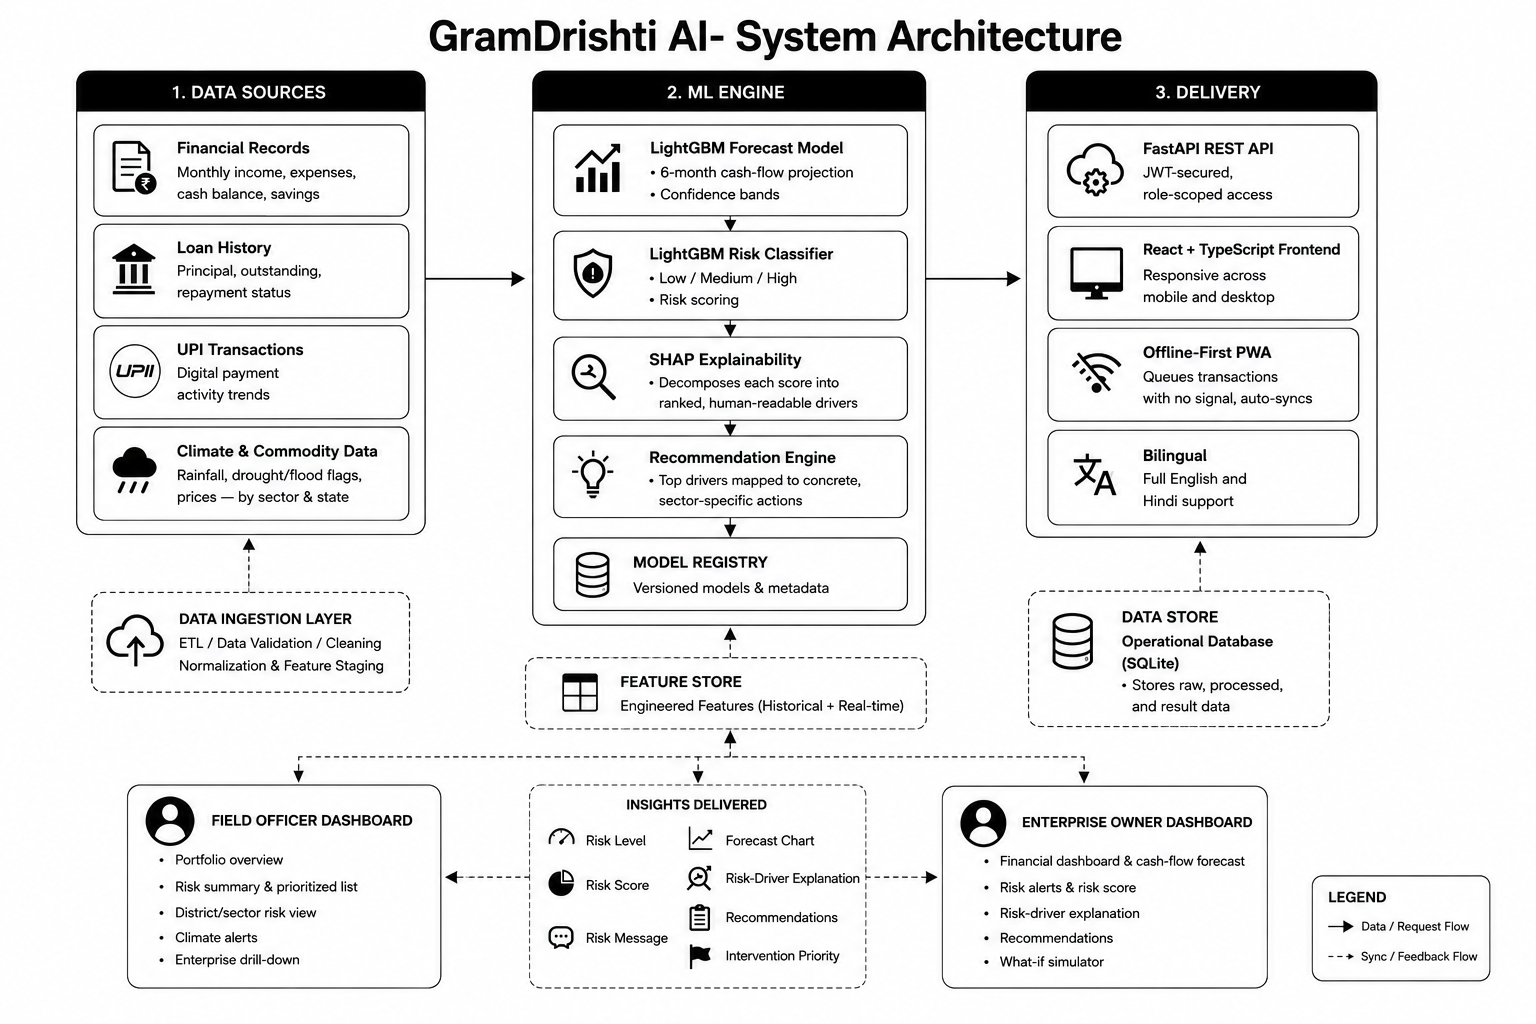 GramDrishti AI- System Architecture
1. DATA SOURCES
Financial Records
Monthly income, expenses,
cash balance, savings
₹
Loan History
Principal, outstanding,
repayment status
UPII
UPI Transactions
Digital payment
activity trends
Climate & Commodity Data
Rainfall, drought/flood flags,
prices — by sector & state
DATA INGESTION LAYER
ETL / Data Validation / Cleaning
Normalization & Feature Staging
2. ML ENGINE
LightGBM Forecast Model
• 6-month cash-flow projection
• Confidence bands
LightGBM Risk Classifier
• Low / Medium / High
• Risk scoring
SHAP Explainability
• Decomposes each score into
ranked, human-readable drivers
Recommendation Engine
• Top drivers mapped to concrete,
sector-specific actions
MODEL REGISTRY
Versioned models & metadata
FEATURE STORE
Engineered Features (Historical + Real-time)
3. DELIVERY
FastAPI REST API
JWT-secured,
role-scoped access
React + TypeScript Frontend
Responsive across
mobile and desktop
Offline-First PWA
Queues transactions
with no signal, auto-syncs
文A
Bilingual
Full English and
Hindi support
DATA STORE
Operational Database
(SQLite)
• Stores raw, processed,
and result data
FIELD OFFICER DASHBOARD
• Portfolio overview
• Risk summary & prioritized list
• District/sector risk view
• Climate alerts
• Enterprise drill-down
INSIGHTS DELIVERED
Risk Level
Risk Score
Risk Message
Forecast Chart
Risk-Driver Explanation
Recommendations
Intervention Priority
ENTERPRISE OWNER DASHBOARD
• Financial dashboard & cash-flow forecast
• Risk alerts & risk score
• Risk-driver explanation
• Recommendations
• What-if simulator
LEGEND
Data / Request Flow
Sync / Feedback Flow